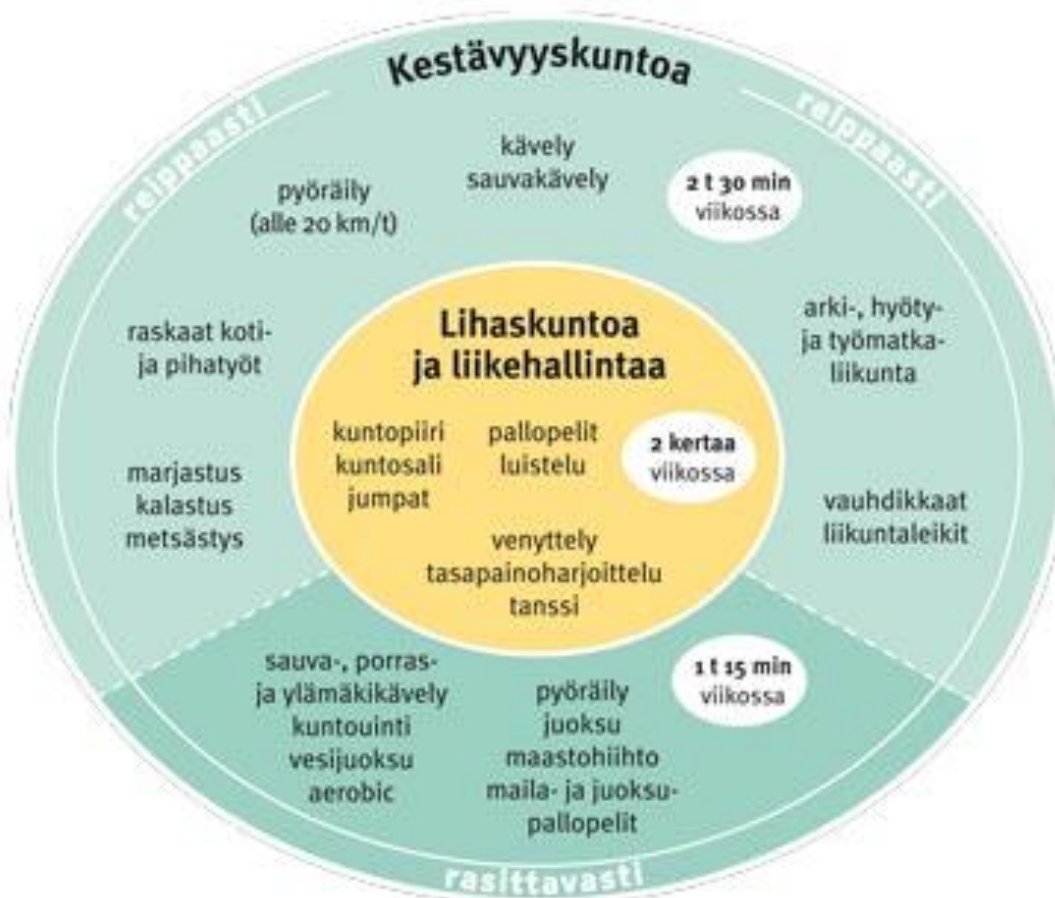 Kestävyyskuntoa
reippaasti
reippaasti
kävely
sauvakävely
2 t 30 min
viikossa
pyöräily
(alle 20 km/t)
raskaat koti-
ja pihatyöt
arki-, hyöty-
ja työmatka-
liikunta
marjastus
kalastus
metsästys
vauhdikkaat
liikuntaleikit
Lihaskuntoa
ja liikehallintaa
kuntopiiri
kuntosali
jumpat
pallopelit
luistelu
2 kertaa
viikossa
venyttely
tasapainoharjoittelu
tanssi
sauva-, porras-
ja ylämäkikävely
kuntouinti
vesijuoksu
aerobic
pyöräily
juoksu
maastohiihto
maila- ja juoksu-
pallopelit
1 t 15 min
viikossa
rasittavasti